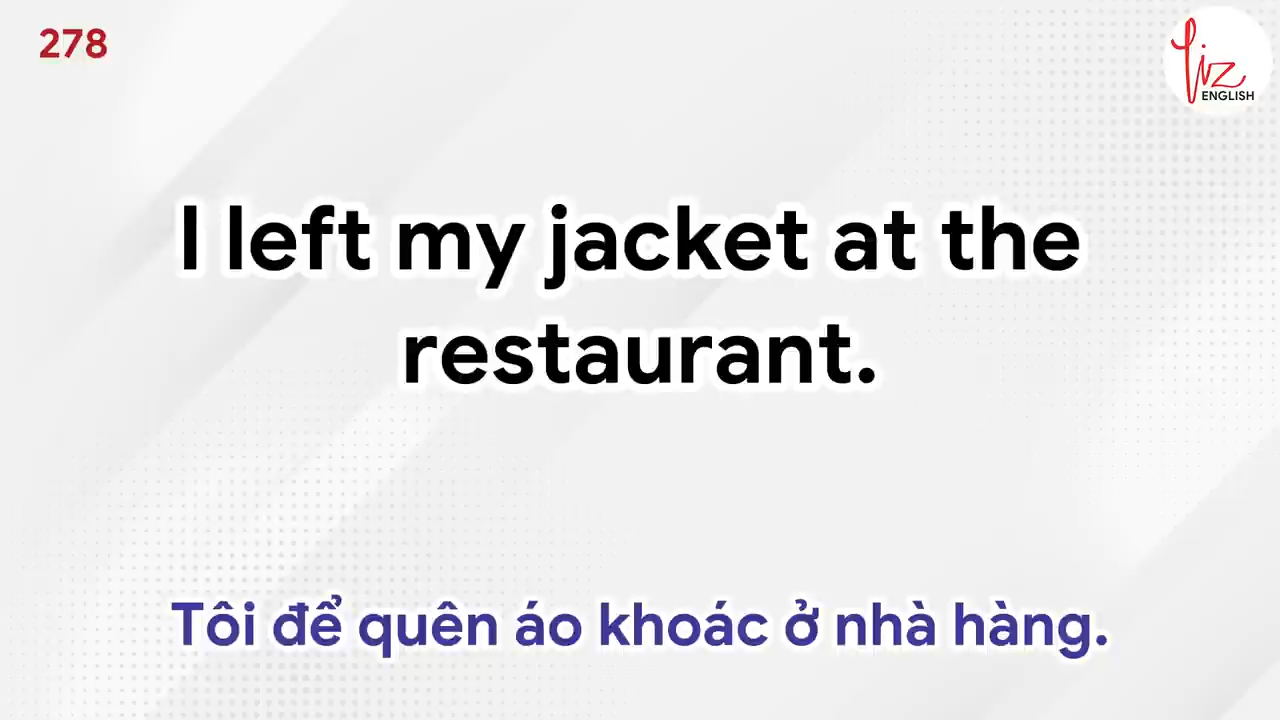 278
Liz
ENGLISH
I left my jacket at the
restaurant.
Tôi để quên áo khoác ở nhà hàng.